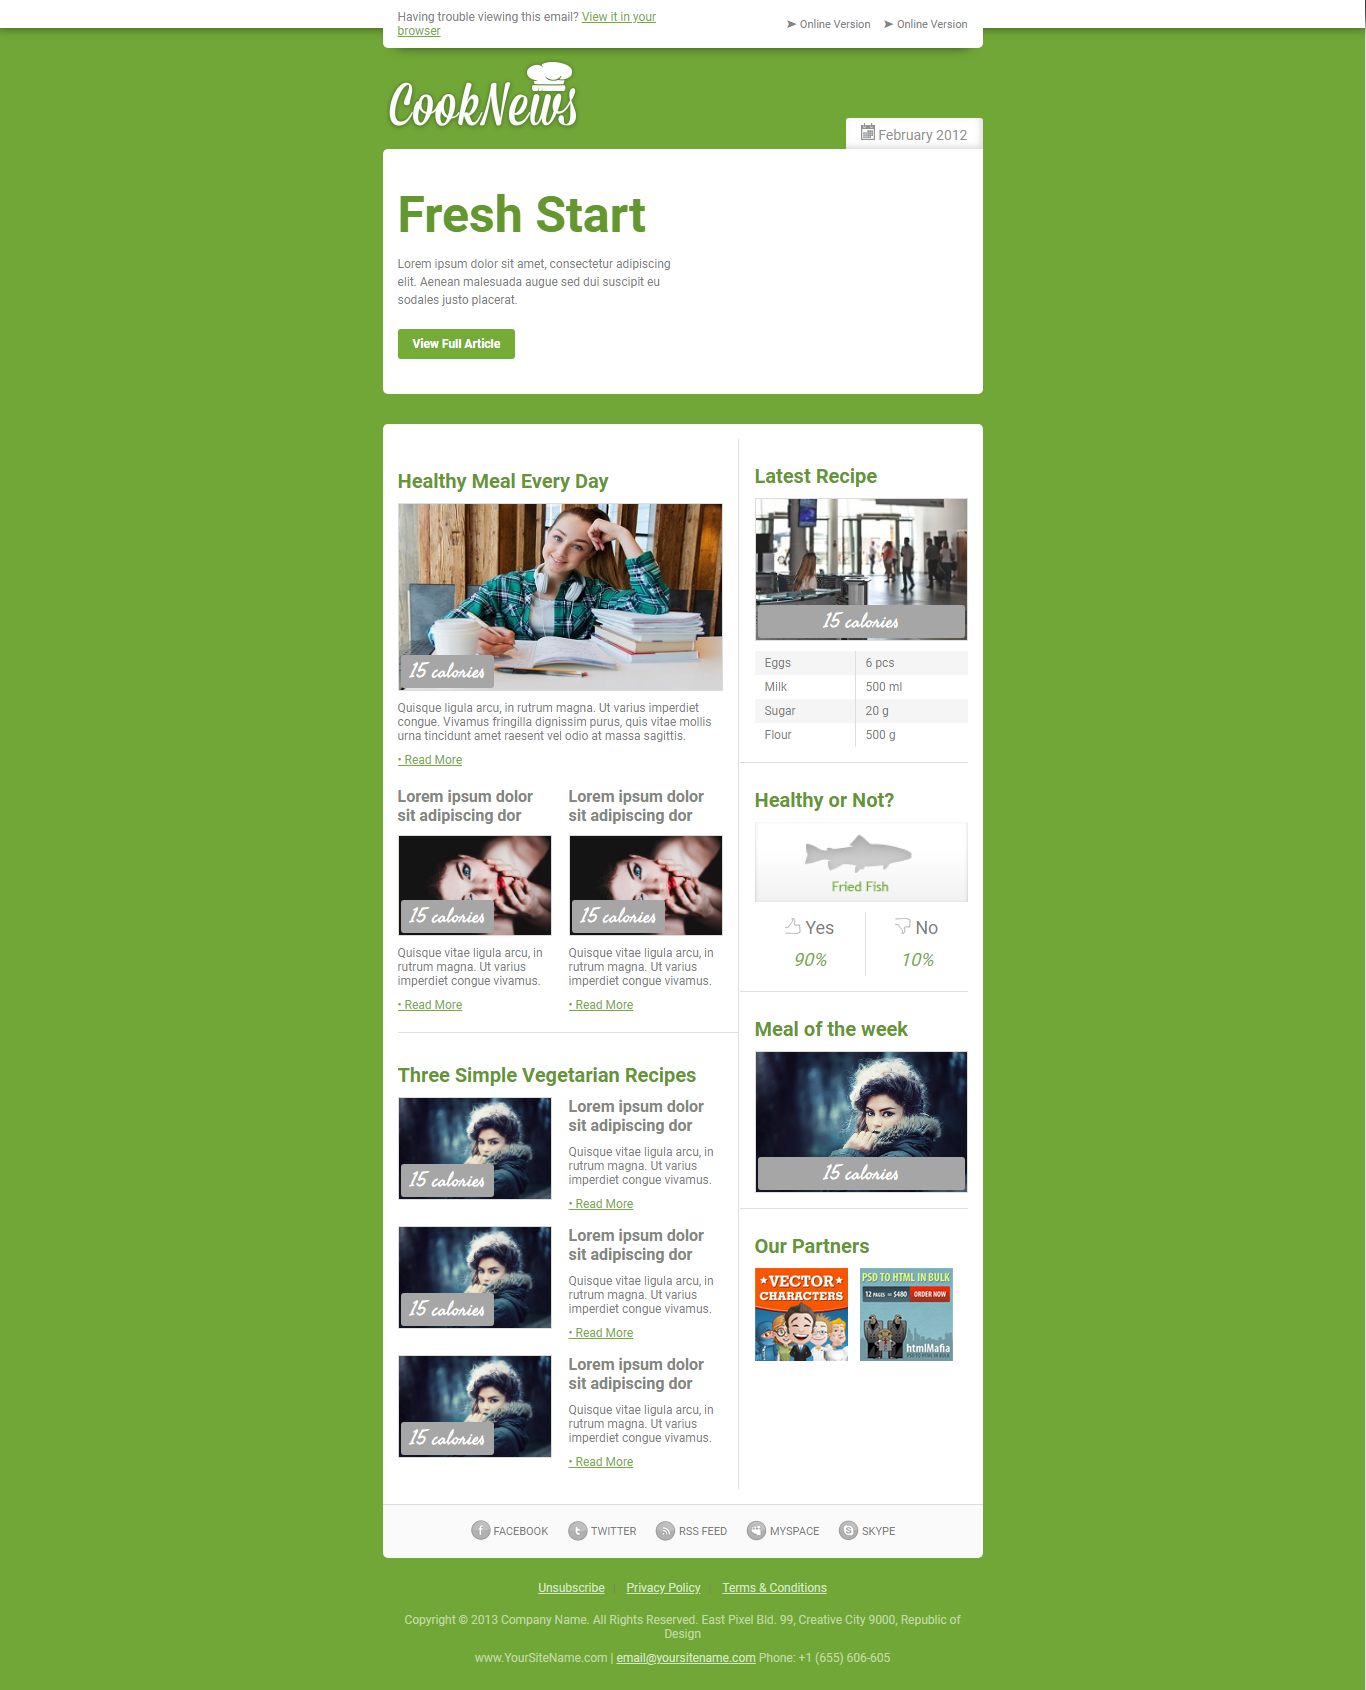 Having trouble viewing this email? View it in your
browser
Online Version
Online Version
CookNews
February 2012
Fresh Start
Lorem ipsum dolor sit amet, consectetur adipiscing
elit. Aenean malesuada augue sed dui suscipit eu
sodales justo placerat.
View Full Article
Healthy Meal Every Day
15 calories
Quisque ligula arcu, in rutrum magna. Ut varius imperdiet
congue. Vivamus fringilla dignissim purus, quis vitae mollis
urna tincidunt amet raesent vel odio at massa sagittis.
• Read More
Lorem ipsum dolor
sit adipiscing dor
15 calories
Quisque vitae ligula arcu, in
rutrum magna. Ut varius
imperdiet congue vivamus.
• Read More
Lorem ipsum dolor
sit adipiscing dor
15 calories
Quisque vitae ligula arcu, in
rutrum magna. Ut varius
imperdiet congue vivamus.
• Read More
Three Simple Vegetarian Recipes
15 calories
Lorem ipsum dolor
sit adipiscing dor
Quisque vitae ligula arcu, in
rutrum magna. Ut varius
imperdiet congue vivamus.
• Read More
15 calories
Lorem ipsum dolor
sit adipiscing dor
Quisque vitae ligula arcu, in
rutrum magna. Ut varius
imperdiet congue vivamus.
• Read More
15 calories
Lorem ipsum dolor
sit adipiscing dor
Quisque vitae ligula arcu, in
rutrum magna. Ut varius
imperdiet congue vivamus.
• Read More
Latest Recipe
15 calories
Eggs 6 pcs
Milk 500 ml
Sugar 20 g
Flour 500 g
Healthy or Not?
Fried Fish
Yes
90%
No
10%
Meal of the week
15 calories
Our Partners
VECTOR
CHARACTERS
PSD TO HTML IN BULK
12 PAGES = $480 ORDER NOW
htmlMafia
PSD TO HTML IN BULK
FACEBOOK
TWITTER
RSS FEED
MYSPACE
SKYPE
Unsubscribe
Privacy Policy
Terms & Conditions
Copyright © 2013 Company Name. All Rights Reserved. East Pixel Bld. 99, Creative City 9000, Republic of
Design
www.YourSiteName.com | email@yoursitename.com Phone: +1 (655) 606-605